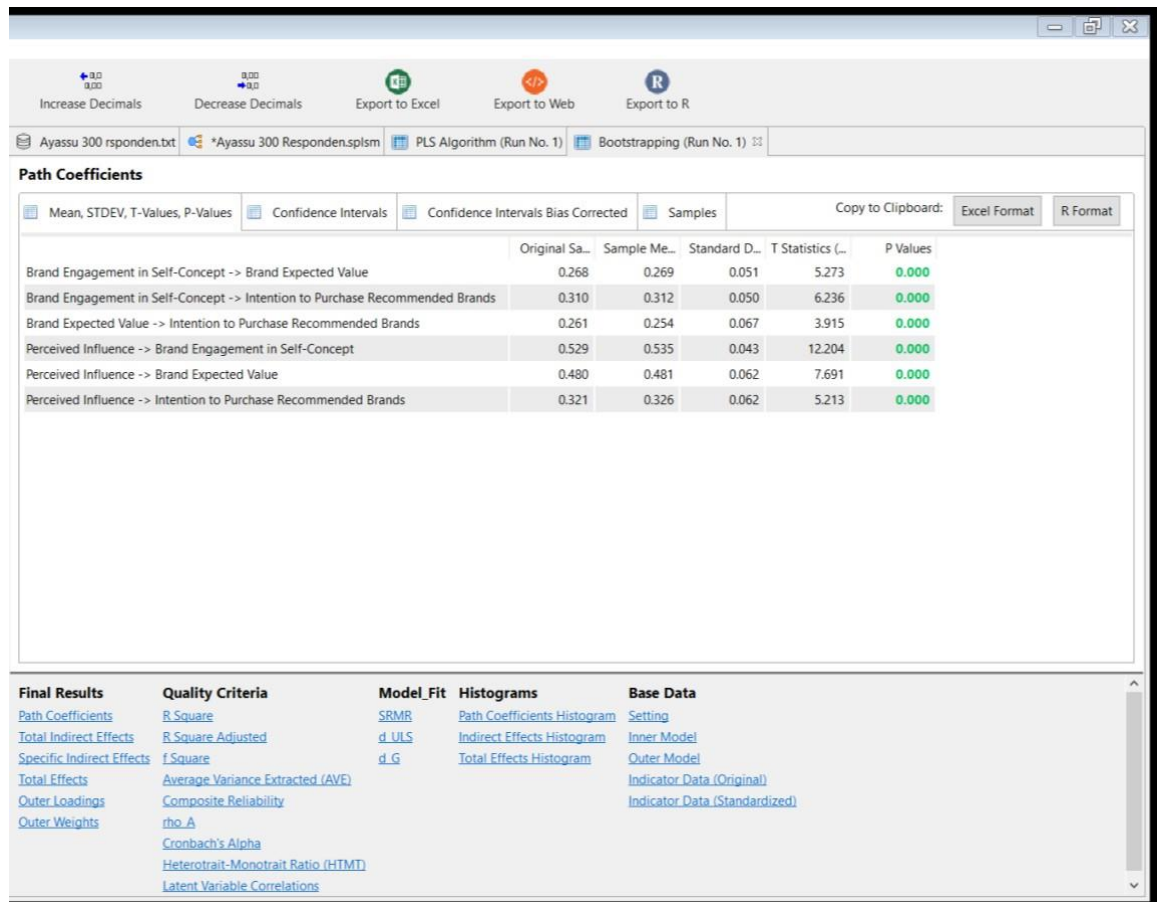 Increase Decimals Decrease Decimals Export to Excel Export to Web Export to R
Ayassu 300 rsponden.txt *Ayassu 300 Responden.splsm PLS Algorithm (Run No. 1) Bootstrapping (Run No. 1)
Path Coefficients
Mean, STDEV, T-Values, P-Values Confidence Intervals Confidence Intervals Bias Corrected Samples Copy to Clipboard: Excel Format R Format
Original Sa... Sample Me... Standard D... T Statistics (... P Values
Brand Engagement in Self-Concept -> Brand Expected Value 0.268 0.269 0.051 5.273 0.000
Brand Engagement in Self-Concept -> Intention to Purchase Recommended Brands 0.310 0.312 0.050 6.236 0.000
Brand Expected Value -> Intention to Purchase Recommended Brands 0.261 0.254 0.067 3.915 0.000
Perceived Influence -> Brand Engagement in Self-Concept 0.529 0.535 0.043 12.204 0.000
Perceived Influence -> Brand Expected Value 0.480 0.481 0.062 7.691 0.000
Perceived Influence -> Intention to Purchase Recommended Brands 0.321 0.326 0.062 5.213 0.000
Final Results Quality Criteria Model_Fit Histograms Base Data
Path Coefficients R Square SRMR Path Coefficients Histogram Setting
Total Indirect Effects R Square Adjusted d_ULS Indirect Effects Histogram Inner Model
Specific Indirect Effects f Square d_G Total Effects Histogram Outer Model
Total Effects Average Variance Extracted (AVE) Indicator Data (Original)
Outer Loadings Composite Reliability Indicator Data (Standardized)
Outer Weights rho_A
Cronbach's Alpha
Heterotrait-Monotrait Ratio (HTMT)
Latent Variable Correlations